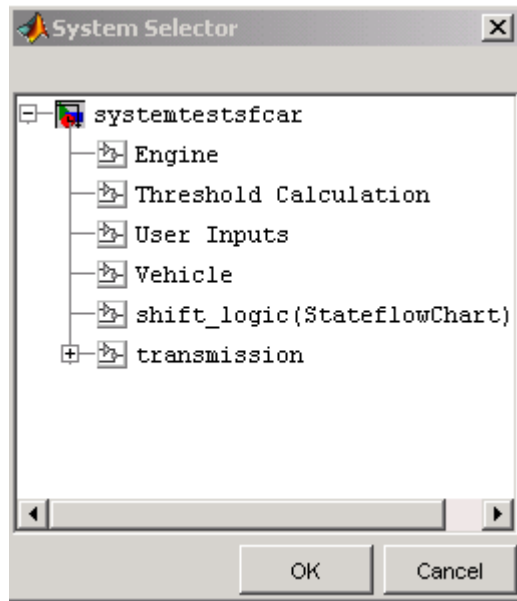 System Selector
systemtestsfcar
Engine
Threshold Calculation
User Inputs
Vehicle
shift_logic(StateflowChart)
transmission
OK Cancel